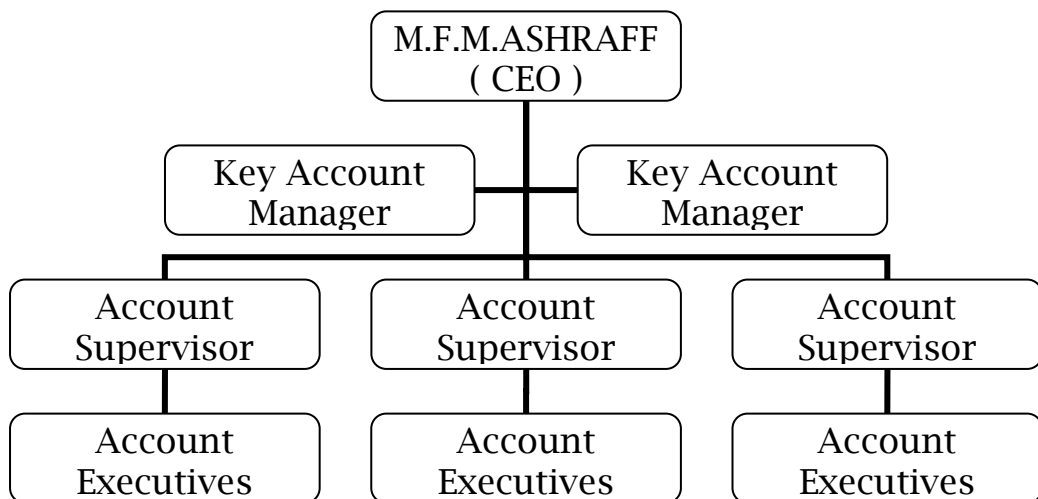 M.F.M.ASHRAFF
( CEO )
Key Account
Manager
Key Account
Manager
Account
Supervisor
Account
Supervisor
Account
Supervisor
Account
Executives
Account
Executives
Account
Executives